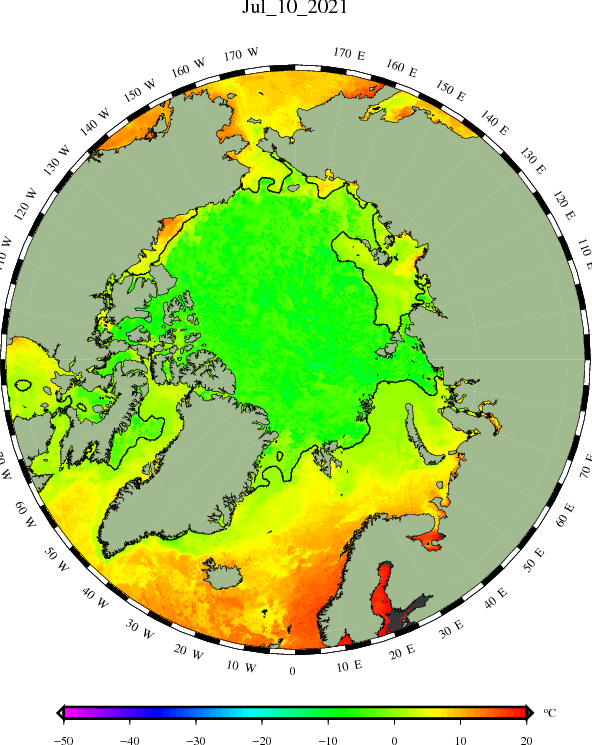 Jul_10_2021
170 W
170 E
160 W
160 E
150 W
150 E
140 W
140 E
130 W
130 E
120 W
120 E
110 E
70 E
60 W
60 E
50 W
50 E
40 W
40 E
30 W
30 E
20 W
20 E
10 W
10 E
0
°C
−50 −40 −30 −20 −10 0 10 20